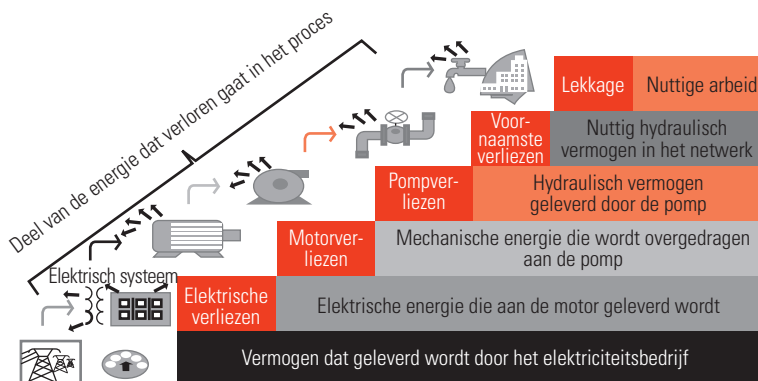 Deel van de energie dat verloren gaat in het proces
Lekkage
Nuttige arbeid
Voor-
naamste
verliezen
Nuttig hydraulisch
vermogen in het netwerk
Pompver-
liezen
Hydraulisch vermogen
geleverd door de pomp
Motorver-
liezen
Mechanische energie die wordt overgedragen
aan de pomp
Elektrisch systeem
Elektrische
verliezen
Elektrische energie die aan de motor geleverd wordt
Vermogen dat geleverd wordt door het elektriciteitsbedrijf